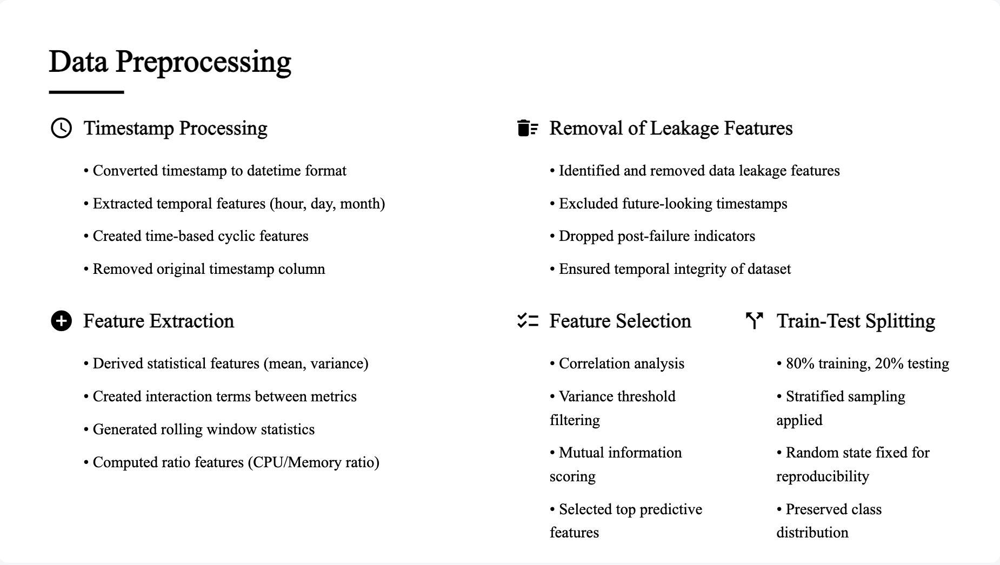 Data Preprocessing
Timestamp Processing
• Converted timestamp to datetime format
• Extracted temporal features (hour, day, month)
• Created time-based cyclic features
• Removed original timestamp column
Removal of Leakage Features
• Identified and removed data leakage features
• Excluded future-looking timestamps
• Dropped post-failure indicators
• Ensured temporal integrity of dataset
Feature Extraction
• Derived statistical features (mean, variance)
• Created interaction terms between metrics
• Generated rolling window statistics
• Computed ratio features (CPU/Memory ratio)
Feature Selection
• Correlation analysis
• Variance threshold
filtering
• Mutual information
scoring
• Selected top predictive
features
Train-Test Splitting
• 80% training, 20% testing
• Stratified sampling
applied
• Random state fixed for
reproducibility
• Preserved class
distribution